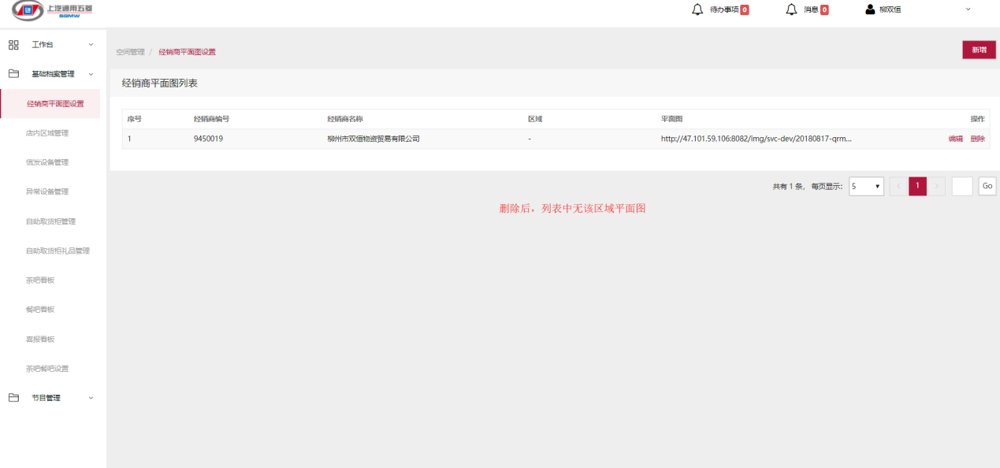 上汽通用五菱
SGMW
待办事项 0
消息 0
柳双恒
工作台
基础档案管理
经销商平面图设置
店内区域管理
信发设备管理
异常设备管理
自助取货柜管理
自助取货柜礼品管理
茶吧看板
餐吧看板
喜报看板
茶吧餐吧设置
节目管理
空间管理 / 经销商平面图设置
新增
经销商平面图列表
序号 经销商编号 经销商名称 区域 平面图 操作
1 9450019 柳州市双恒物资贸易有限公司 - http://47.101.59.106:8082/img/svc-dev/20180817-qrm... 编辑 删除
共有 1 条, 每页显示: 5 < 1 > Go
删除后，列表中无该区域平面图